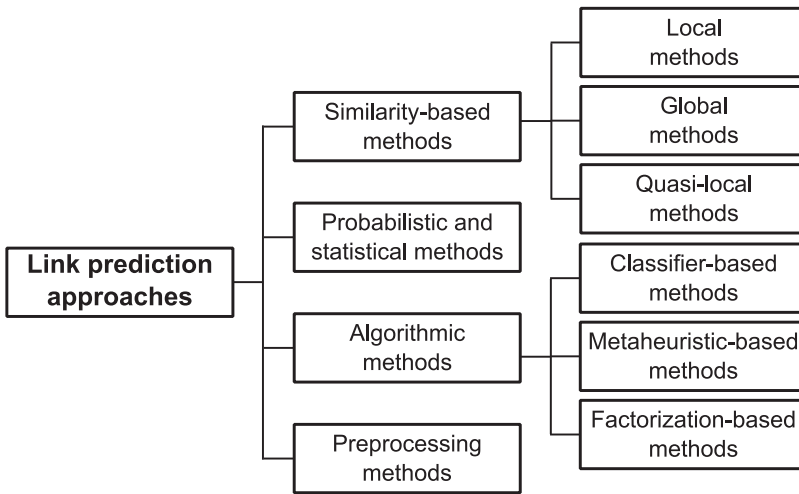 Link prediction
approaches
Similarity-based
methods
Probabilistic and
statistical methods
Algorithmic
methods
Preprocessing
methods
Local
methods
Global
methods
Quasi-local
methods
Classifier-based
methods
Metaheuristic-based
methods
Factorization-based
methods